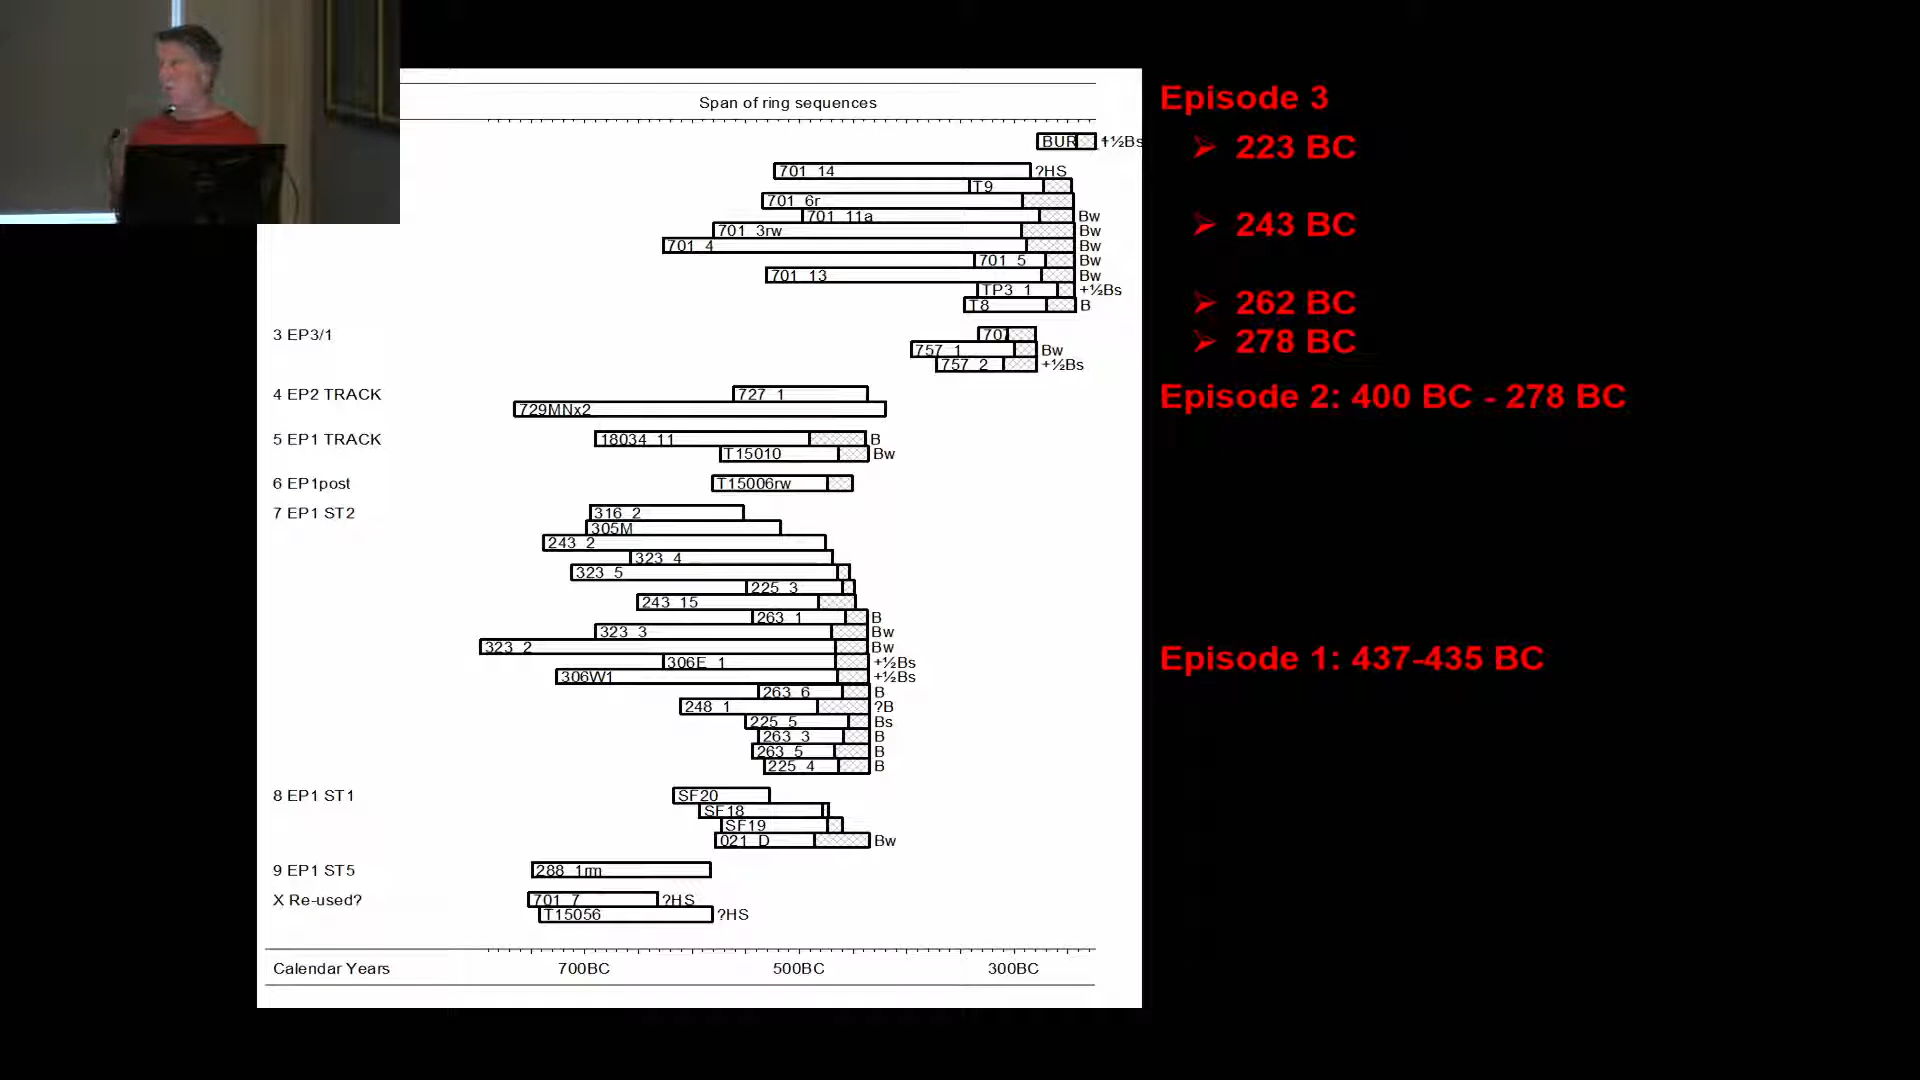 Span of ring sequences
BUR +½Bs
701_14 ?HS
T9
701_6r
701_11a Bw
701_3rw Bw
701_4 Bw
701_5 Bw
701_13 Bw
TP3_1 +½Bs
T8 B
3 EP3/1 707
757_1 Bw
757_2 +½Bs
4 EP2 TRACK 727_1
729MNx2
5 EP1 TRACK 18034_11 B
T15010 Bw
6 EP1post T15006rw
7 EP1 ST2 316_2
305M
243_2
323_4
323_5
225_3
243_15
263_1 B
323_3 Bw
323_2 Bw
306E_1 +½Bs
306W1 +½Bs
263_6 B
248_1 ?B
225_5 Bs
263_3 B
263_5 B
225_4 B
8 EP1 ST1 SF20
SF18
SF19
021_D Bw
9 EP1 ST5 288_1rm
X Re-used? 701_7 ?HS
T15056 ?HS
Calendar Years 700BC 500BC 300BC
Episode 3
➢ 223 BC
➢ 243 BC
➢ 262 BC
➢ 278 BC
Episode 2: 400 BC - 278 BC
Episode 1: 437-435 BC